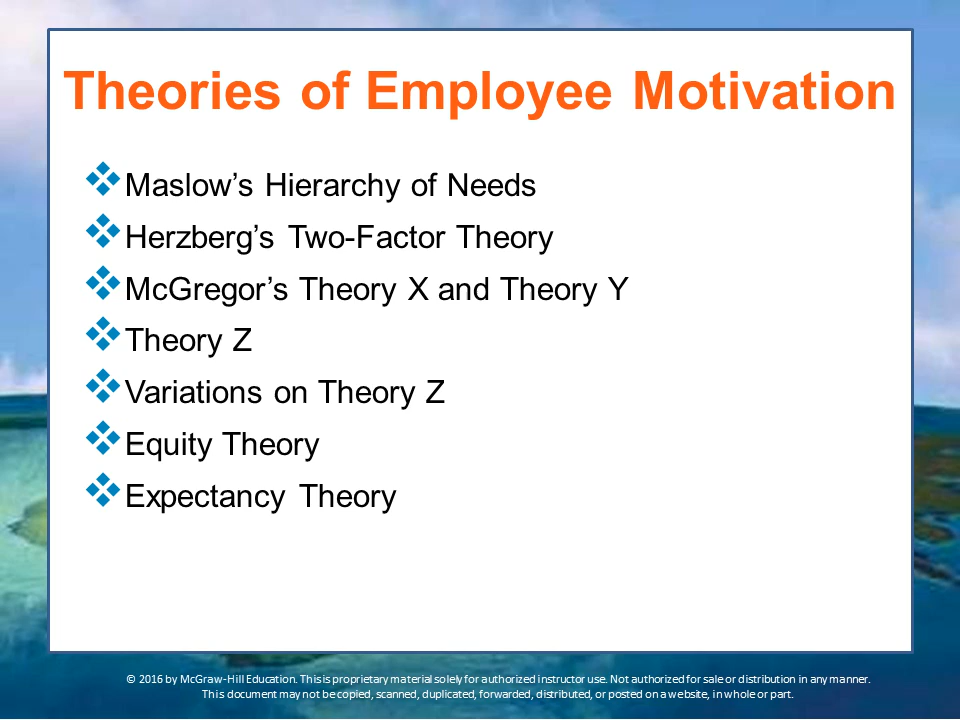 Theories of Employee Motivation
Maslow’s Hierarchy of Needs
Herzberg’s Two-Factor Theory
McGregor’s Theory X and Theory Y
Theory Z
Variations on Theory Z
Equity Theory
Expectancy Theory
© 2016 by McGraw-Hill Education. This is proprietary material solely for authorized instructor use. Not authorized for sale or distribution in any manner.
This document may not be copied, scanned, duplicated, forwarded, distributed, or posted on a website, in whole or part.